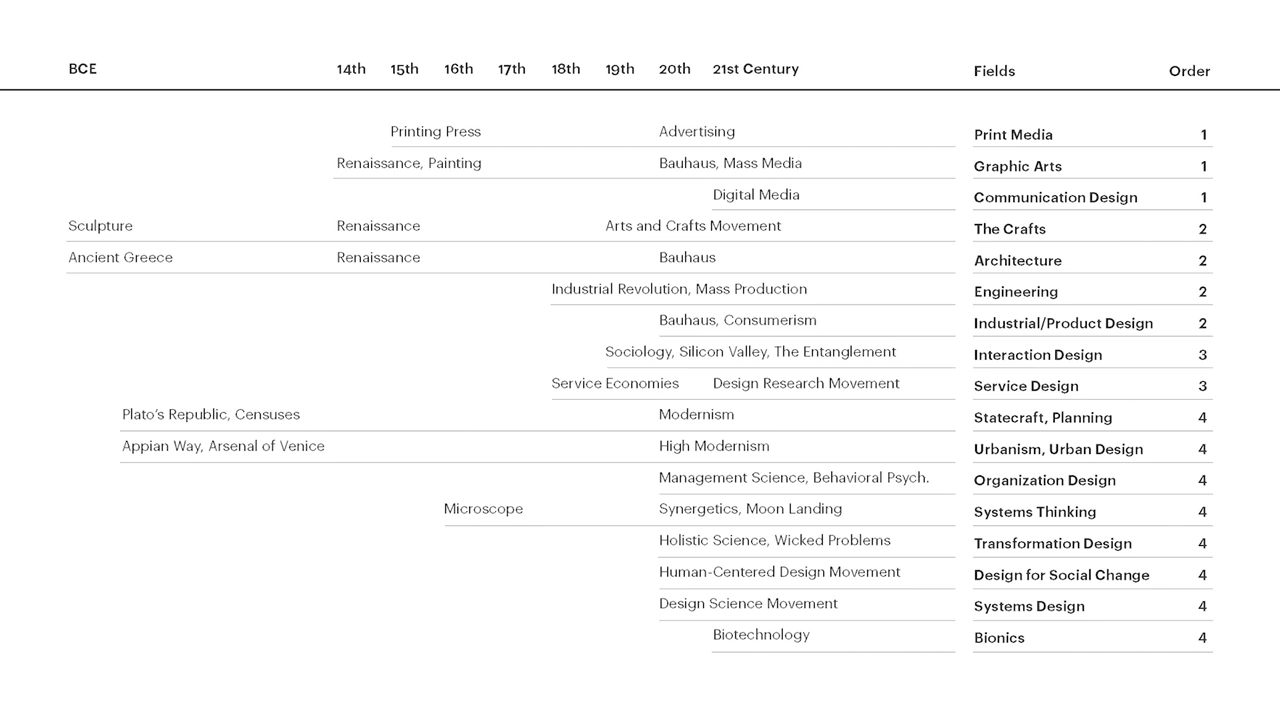 BCE 14th 15th 16th 17th 18th 19th 20th 21st Century Fields Order
Printing Press Advertising Print Media 1
Renaissance, Painting Bauhaus, Mass Media Graphic Arts 1
Digital Media Communication Design 1
Sculpture Renaissance Arts and Crafts Movement The Crafts 2
Ancient Greece Renaissance Bauhaus Architecture 2
Industrial Revolution, Mass Production Engineering 2
Bauhaus, Consumerism Industrial/Product Design 2
Sociology, Silicon Valley, The Entanglement Interaction Design 3
Service Economies Design Research Movement Service Design 3
Plato’s Republic, Censuses Modernism Statecraft, Planning 4
Appian Way, Arsenal of Venice High Modernism Urbanism, Urban Design 4
Management Science, Behavioral Psych. Organization Design 4
Microscope Synergetics, Moon Landing Systems Thinking 4
Holistic Science, Wicked Problems Transformation Design 4
Human-Centered Design Movement Design for Social Change 4
Design Science Movement Systems Design 4
Biotechnology Bionics 4